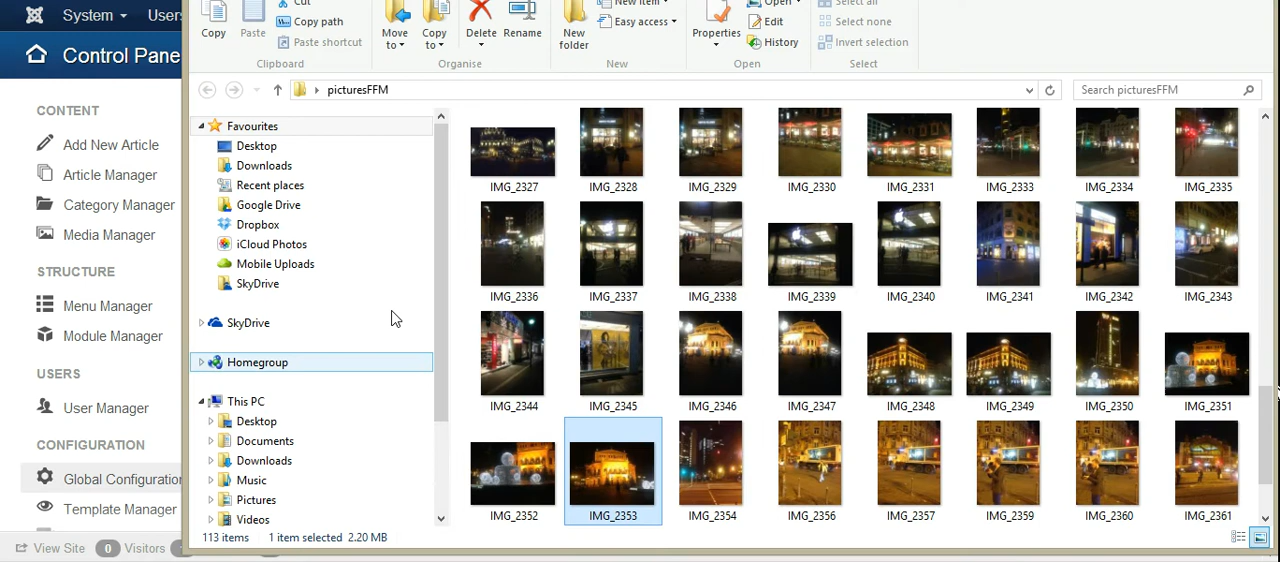 System
Users
Control Pane
CONTENT
Add New Article
Article Manager
Category Manager
Media Manager
STRUCTURE
Menu Manager
Module Manager
USERS
User Manager
CONFIGURATION
Global Configuration
Template Manager
View Site 0 Visitors
Cut
New item
Open
Select all
Copy path
Easy access
Edit
Select none
Copy Paste
Paste shortcut
Move to
Copy to
Delete
Rename
New folder
Properties
History
Invert selection
Clipboard
Organise
New
Open
Select
picturesFFM
Search picturesFFM
Favourites
Desktop
Downloads
Recent places
Google Drive
Dropbox
iCloud Photos
Mobile Uploads
SkyDrive
SkyDrive
Homegroup
This PC
Desktop
Documents
Downloads
Music
Pictures
Videos
IMG_2327 IMG_2328 IMG_2329 IMG_2330 IMG_2331 IMG_2333 IMG_2334 IMG_2335
IMG_2336 IMG_2337 IMG_2338 IMG_2339 IMG_2340 IMG_2341 IMG_2342 IMG_2343
IMG_2344 IMG_2345 IMG_2346 IMG_2347 IMG_2348 IMG_2349 IMG_2350 IMG_2351
IMG_2352 IMG_2353 IMG_2354 IMG_2356 IMG_2357 IMG_2359 IMG_2360 IMG_2361
113 items 1 item selected 2.20 MB